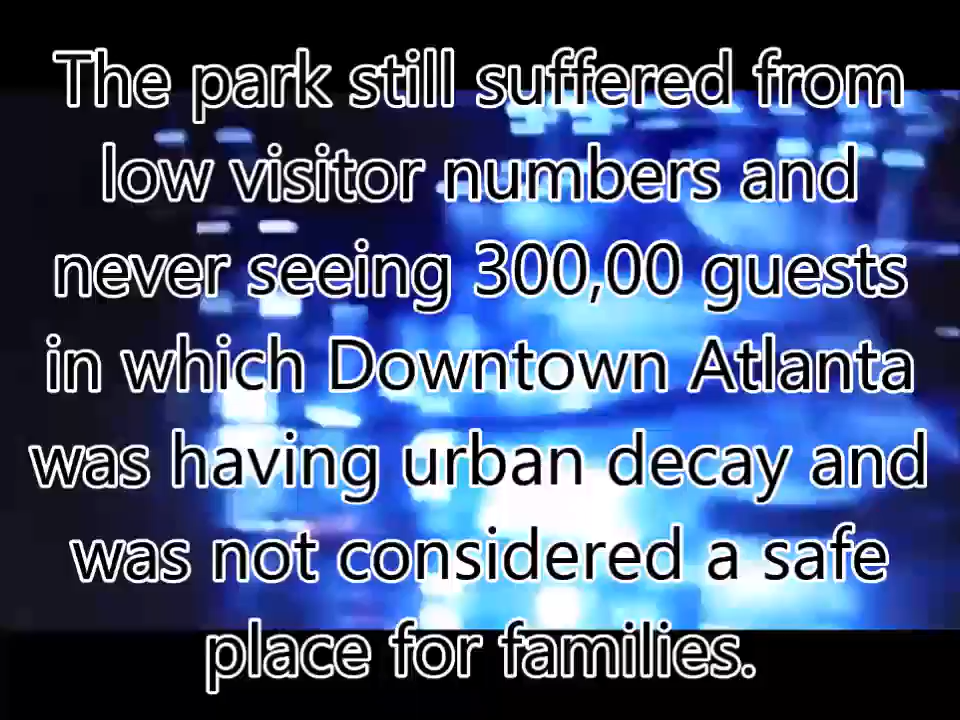 The park still suffered from
low visitor numbers and
never seeing 300,00 guests
in which Downtown Atlanta
was having urban decay and
was not considered a safe
place for families.